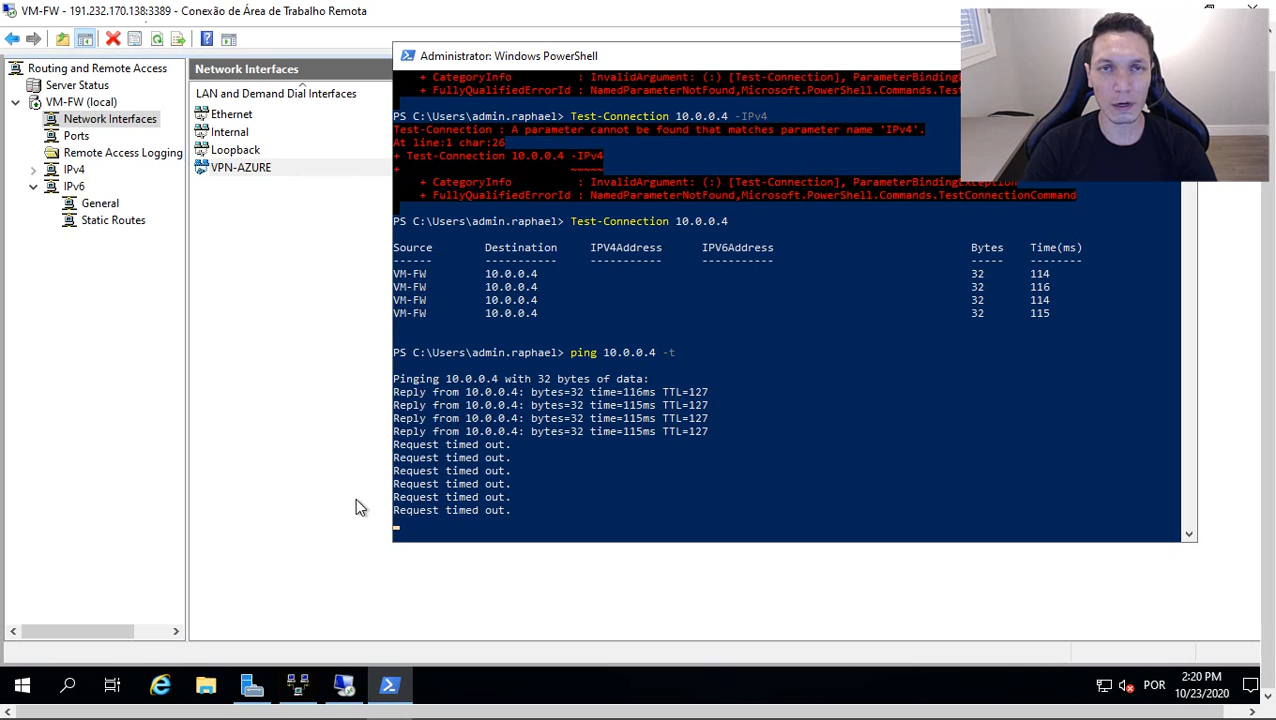 VM-FW - 191.232.170.138:3389 - Conexão de Área de Trabalho Remota
Routing and Remote Access
Server Status
VM-FW (local)
Network Interfaces
Ports
Remote Access Logging
IPv4
IPv6
General
Static Routes
Network Interfaces
LAN and Demand Dial Interfaces
Ethernet
Internal
Loopback
VPN-AZURE
Administrator: Windows PowerShell
+ CategoryInfo : InvalidArgument: (:) [Test-Connection], ParameterBindingEx
+ FullyQualifiedErrorId : NamedParameterNotFound,Microsoft.PowerShell.Commands.Test
PS C:\Users\admin.raphael> Test-Connection 10.0.0.4 -IPv4
Test-Connection : A parameter cannot be found that matches parameter name 'IPv4'.
At line:1 char:26
+ Test-Connection 10.0.0.4 -IPv4
+ ~~~~~
+ CategoryInfo : InvalidArgument: (:) [Test-Connection], ParameterBindingException
+ FullyQualifiedErrorId : NamedParameterNotFound,Microsoft.PowerShell.Commands.TestConnectionCommand
PS C:\Users\admin.raphael> Test-Connection 10.0.0.4
Source Destination IPV4Address IPV6Address Bytes Time(ms)
------ ----------- ----------- ----------- ----- --------
VM-FW 10.0.0.4 32 114
VM-FW 10.0.0.4 32 116
VM-FW 10.0.0.4 32 114
VM-FW 10.0.0.4 32 115
PS C:\Users\admin.raphael> ping 10.0.0.4 -t
Pinging 10.0.0.4 with 32 bytes of data:
Reply from 10.0.0.4: bytes=32 time=116ms TTL=127
Reply from 10.0.0.4: bytes=32 time=115ms TTL=127
Reply from 10.0.0.4: bytes=32 time=115ms TTL=127
Reply from 10.0.0.4: bytes=32 time=115ms TTL=127
Request timed out.
Request timed out.
Request timed out.
Request timed out.
Request timed out.
Request timed out.
POR
2:20 PM
10/23/2020